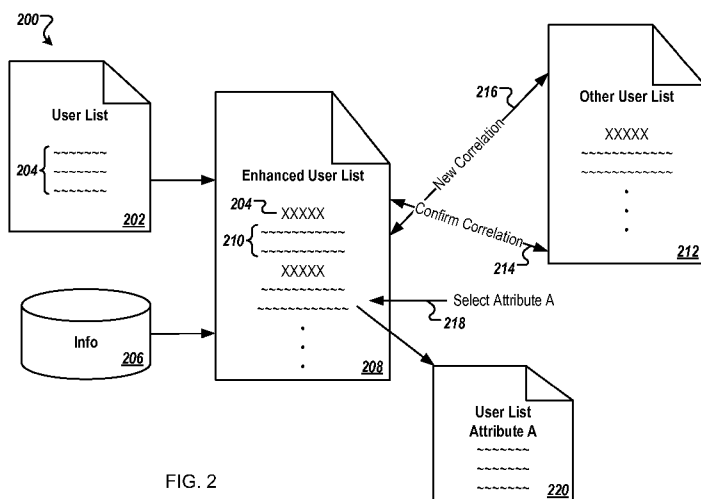 200
User List
204
~~~~~~~
~~~~~~~
~~~~~~~
202
Info
206
Enhanced User List
204
XXXXX
210
~~~~~~~~~~~
~~~~~~~~~~~
XXXXX
~~~~~~~~~~~
~~~~~~~~~~~~
.
.
.
208
216
New Correlation
Confirm Correlation
214
Select Attribute A
218
Other User List
XXXXX
~~~~~~~~~~~~
~~~~~~~~~~~~
.
.
.
212
User List
Attribute A
~~~~~~~
~~~~~~~
~~~~~~~
220
FIG. 2